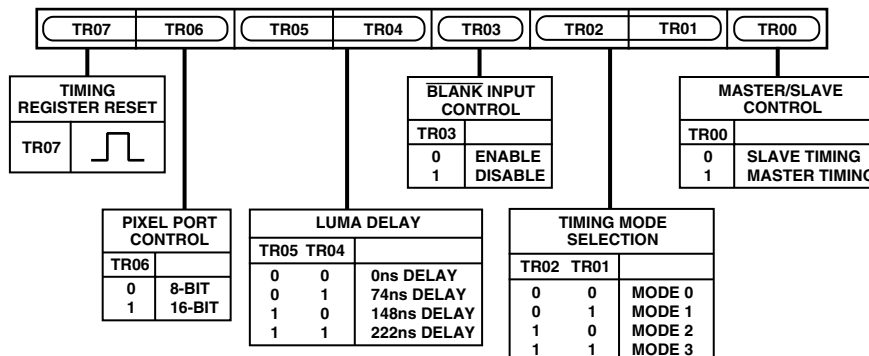 TR07 TR06 TR05 TR04 TR03 TR02 TR01 TR00
TIMING
REGISTER RESET
TR07
BLANK INPUT
CONTROL
TR03
0 ENABLE
1 DISABLE
MASTER/SLAVE
CONTROL
TR00
0 SLAVE TIMING
1 MASTER TIMING
PIXEL PORT
CONTROL
TR06
0 8-BIT
1 16-BIT
LUMA DELAY
TR05 TR04
0 0 0ns DELAY
0 1 74ns DELAY
1 0 148ns DELAY
1 1 222ns DELAY
TIMING MODE
SELECTION
TR02 TR01
0 0 MODE 0
0 1 MODE 1
1 0 MODE 2
1 1 MODE 3